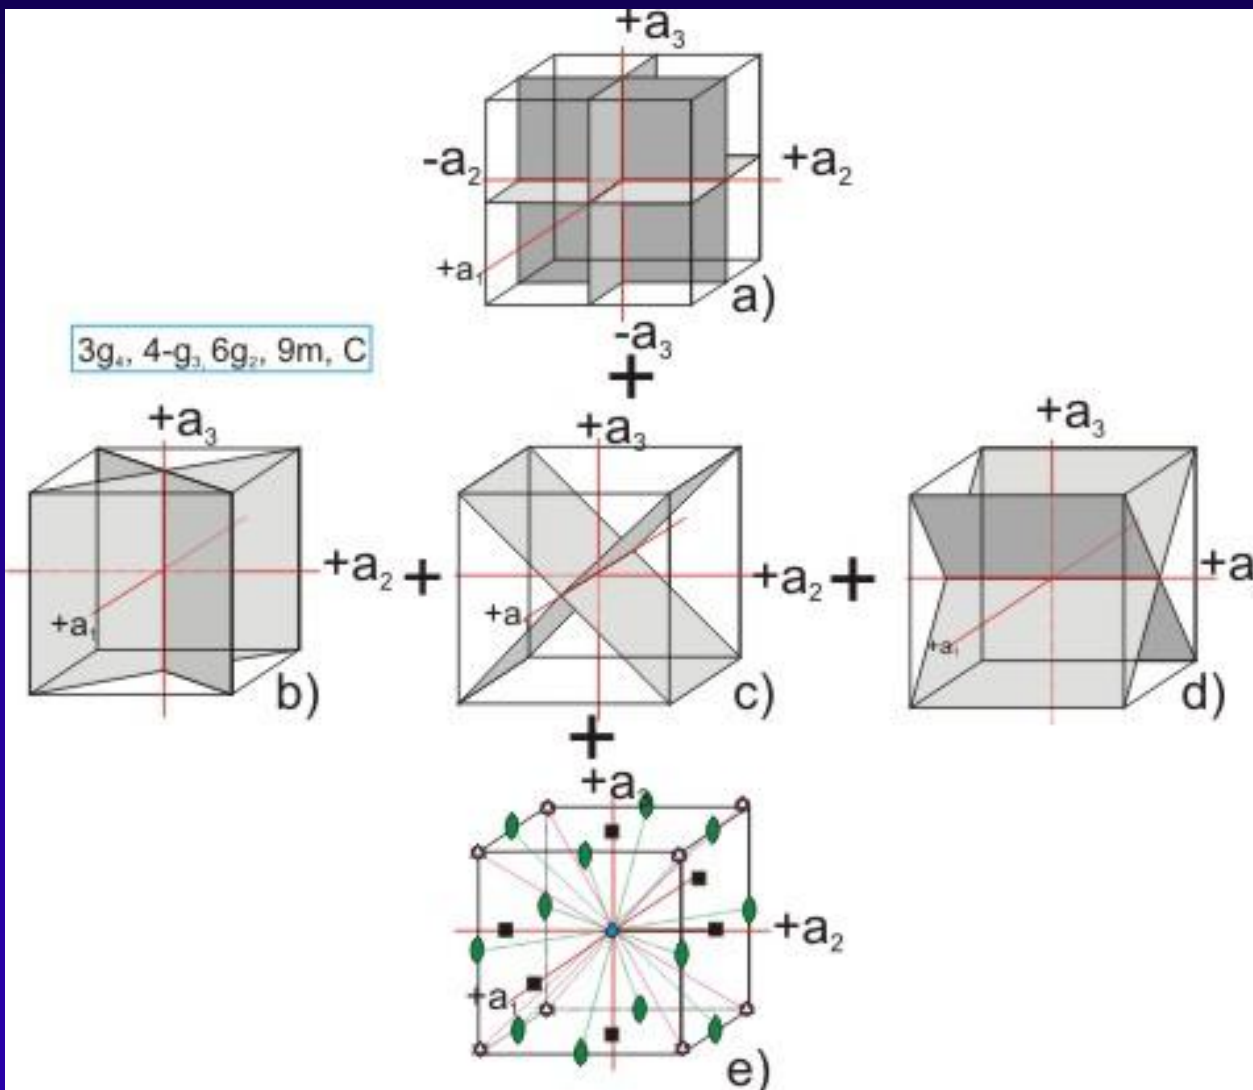 +a₃
-a₂ +a₂
+a₁
a)
-a₃
3g₄, 4-g₃, 6g₂, 9m, C
+
+a₃ +a₃ +a₃
+a₂ + +a₂ + +a
+a₁ +a₁ +a₁
b) c) d)
+
+a₃
+a₂
+a₁
e)